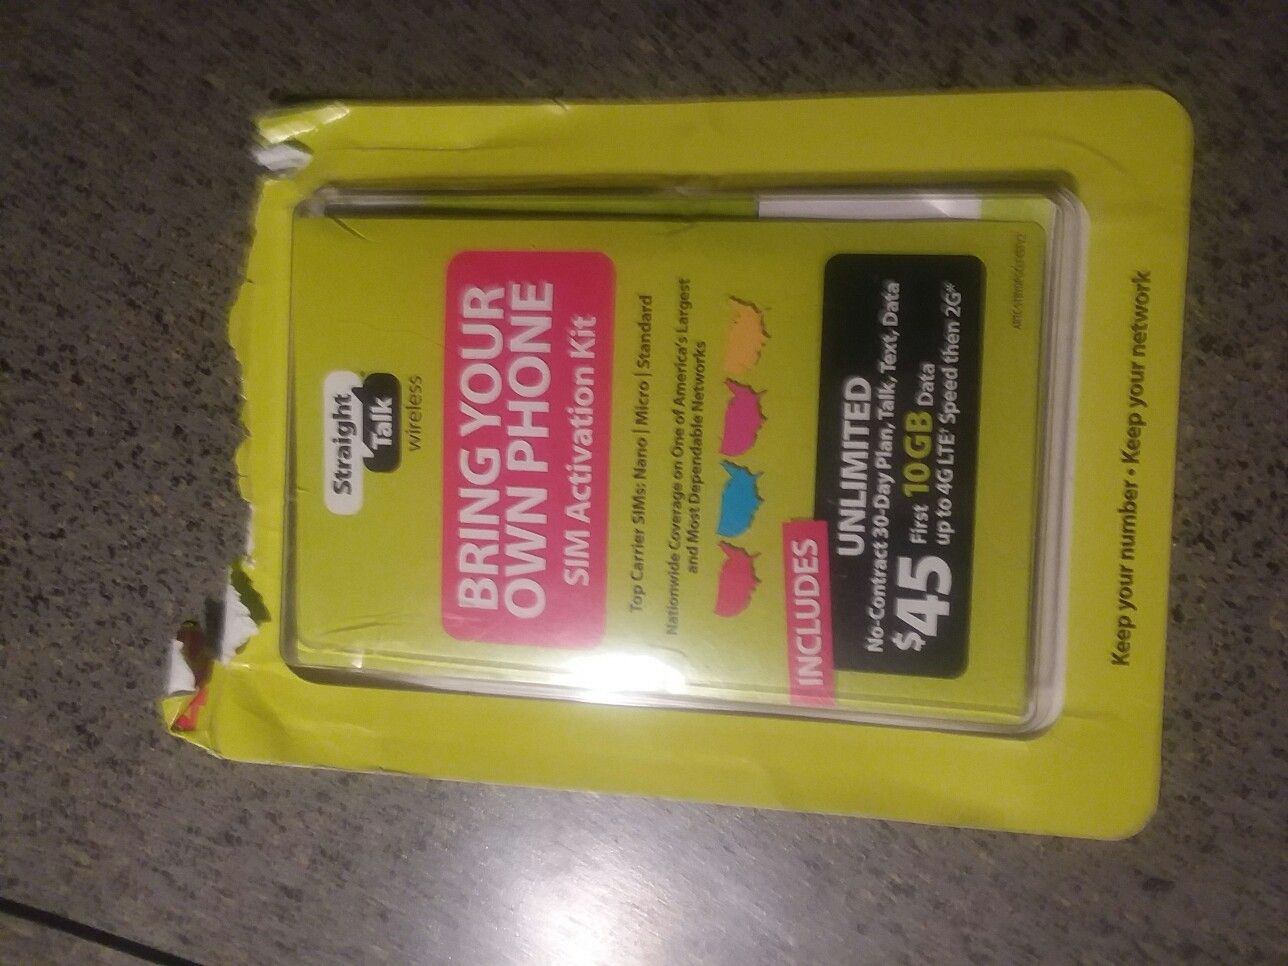 Straight
Talk
wireless
BRING YOUR
OWN PHONE
SIM Activation Kit
Top Carrier SIMs: Nano | Micro | Standard
Nationwide Coverage on One of America's Largest
and Most Dependable Networks
INCLUDES
UNLIMITED
No-Contract 30-Day Plan, Talk, Text, Data
$45 First 10 GB Data
up to 4G LTE† Speed then 2G*
Keep your number • Keep your network